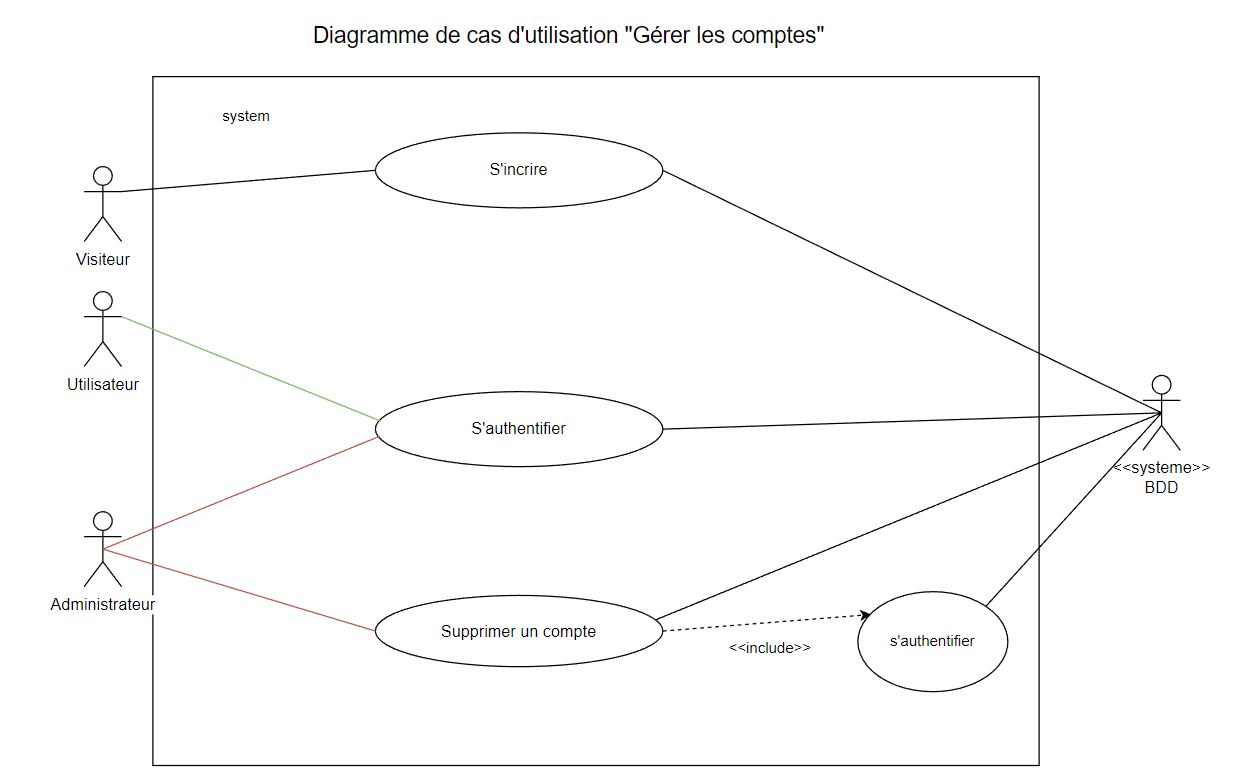 Diagramme de cas d'utilisation "Gérer les comptes"
system
S'incrire
Visiteur
Utilisateur
S'authentifier
<<systeme>>
BDD
Administrateur
Supprimer un compte
<<include>>
s'authentifier